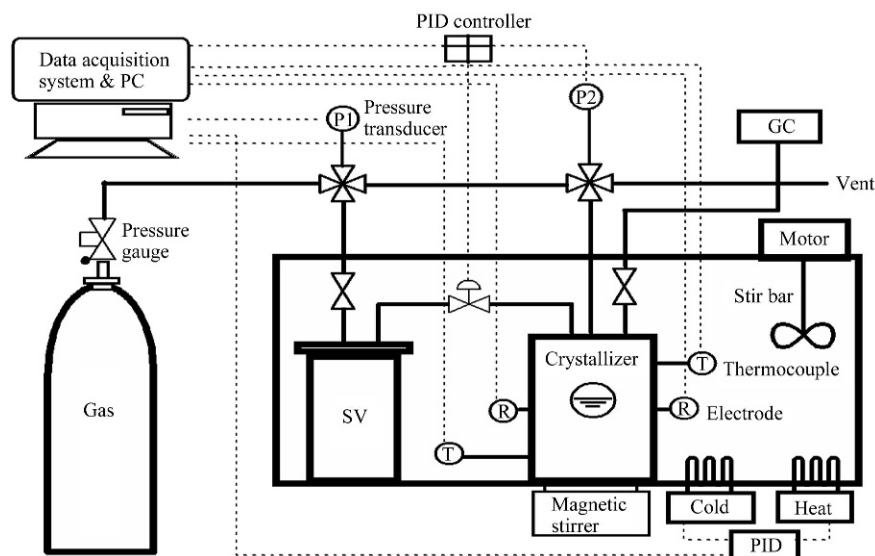 PID controller
Data acquisition
system & PC
P1
Pressure
transducer
P2
GC
Vent
Pressure
gauge
Motor
Stir bar
Crystallizer
T
Thermocouple
Gas
SV
R
R
Electrode
T
Magnetic
stirrer
Cold
Heat
PID